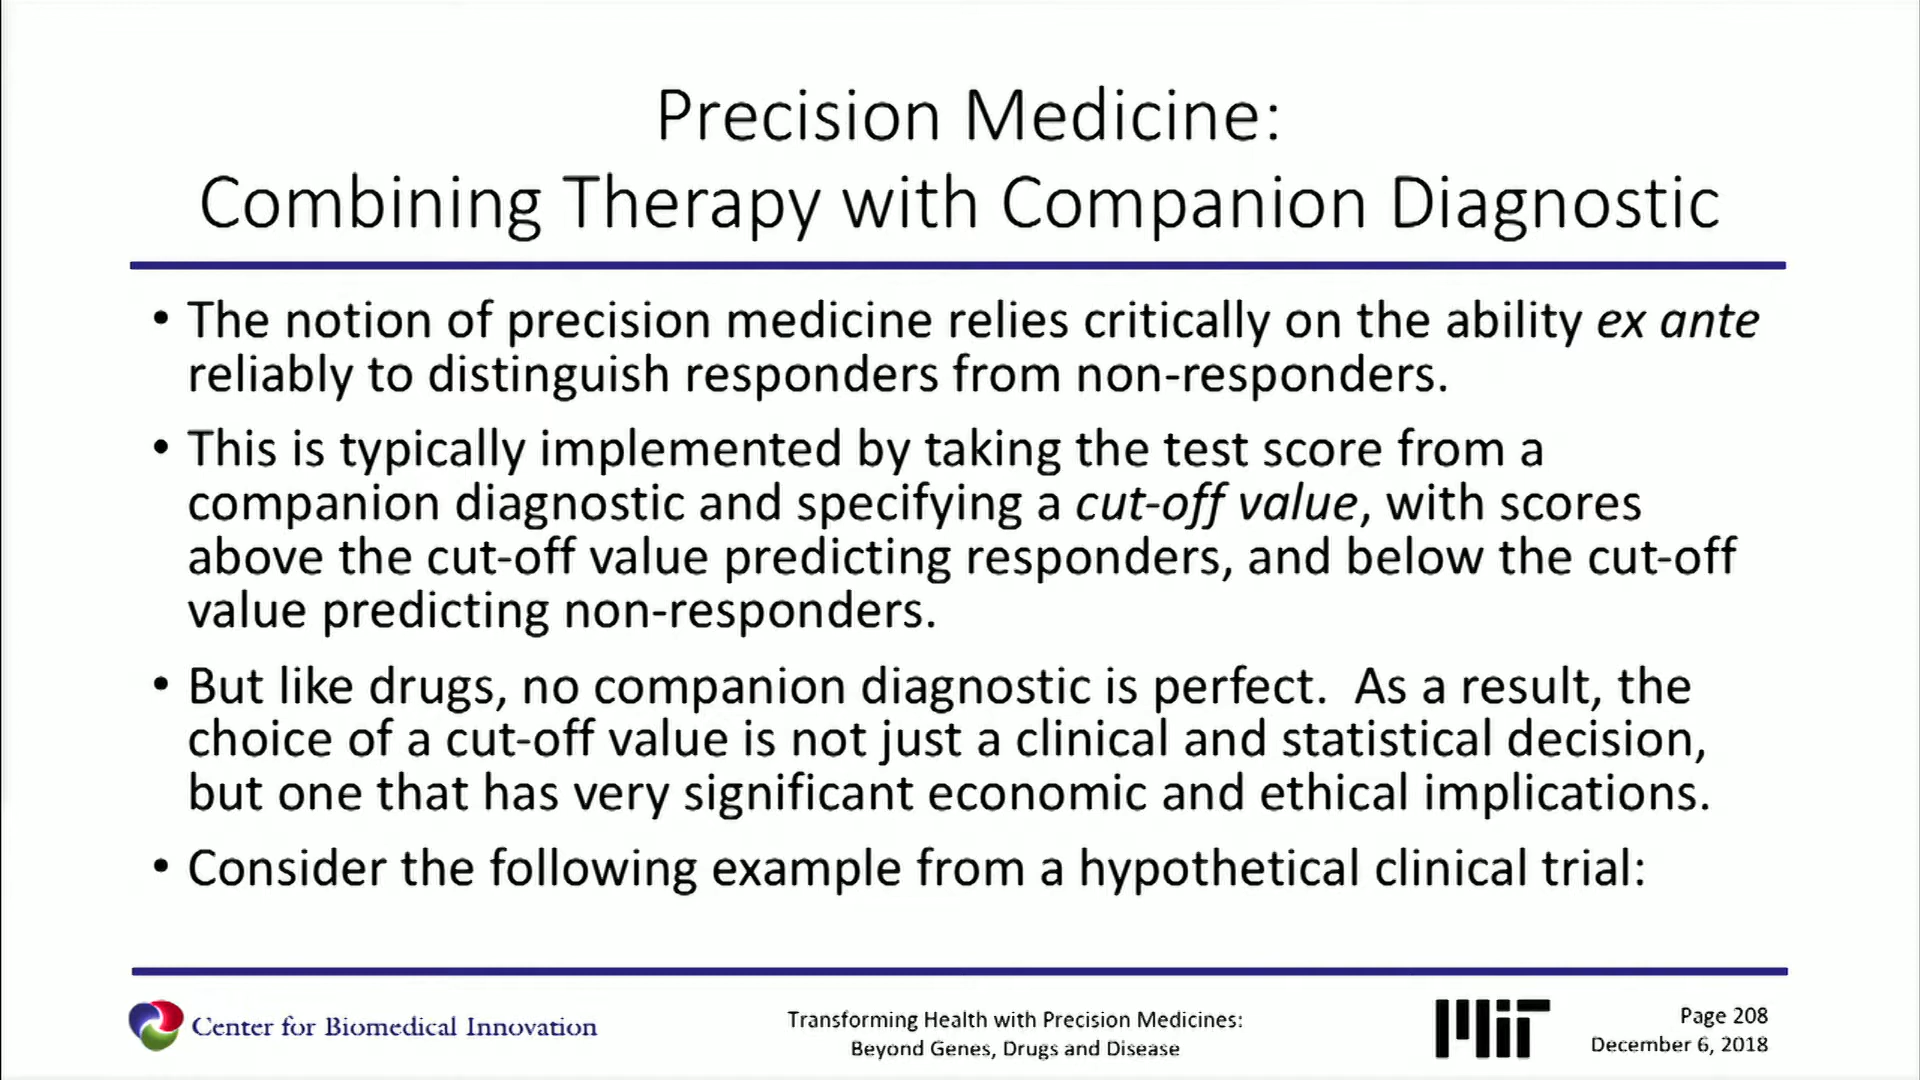 Precision Medicine:
Combining Therapy with Companion Diagnostic
• The notion of precision medicine relies critically on the ability ex ante
reliably to distinguish responders from non-responders.
• This is typically implemented by taking the test score from a
companion diagnostic and specifying a cut-off value, with scores
above the cut-off value predicting responders, and below the cut-off
value predicting non-responders.
• But like drugs, no companion diagnostic is perfect.  As a result, the
choice of a cut-off value is not just a clinical and statistical decision,
but one that has very significant economic and ethical implications.
• Consider the following example from a hypothetical clinical trial:
Center for Biomedical Innovation
Transforming Health with Precision Medicines:
Beyond Genes, Drugs and Disease
MIT
Page 208
December 6, 2018